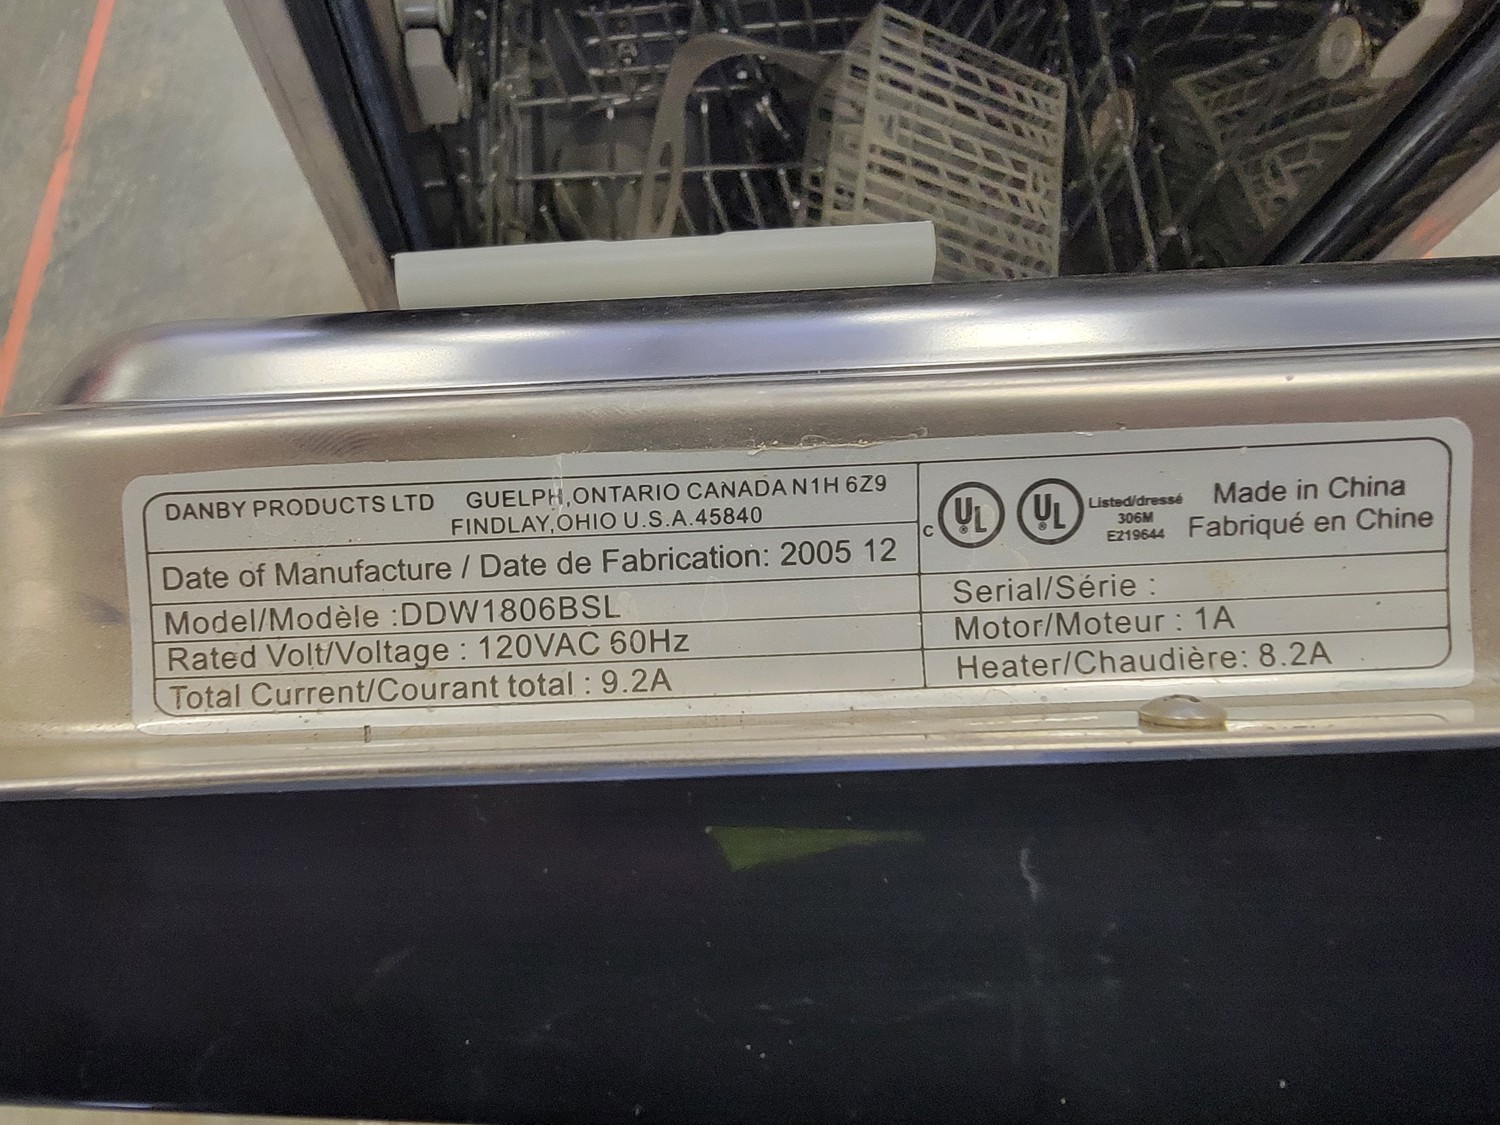 DANBY PRODUCTS LTD GUELPH,ONTARIO CANADA N1H 6Z9
FINDLAY,OHIO U.S.A.45840
Date of Manufacture / Date de Fabrication: 2005 12
Model/Modèle :DDW1806BSL
Rated Volt/Voltage : 120VAC 60Hz
Total Current/Courant total : 9.2A
C UL® UL® Listed/dressé
306M
E219644
Made in China
Fabriqué en Chine
Serial/Série :
Motor/Moteur : 1A
Heater/Chaudière: 8.2A